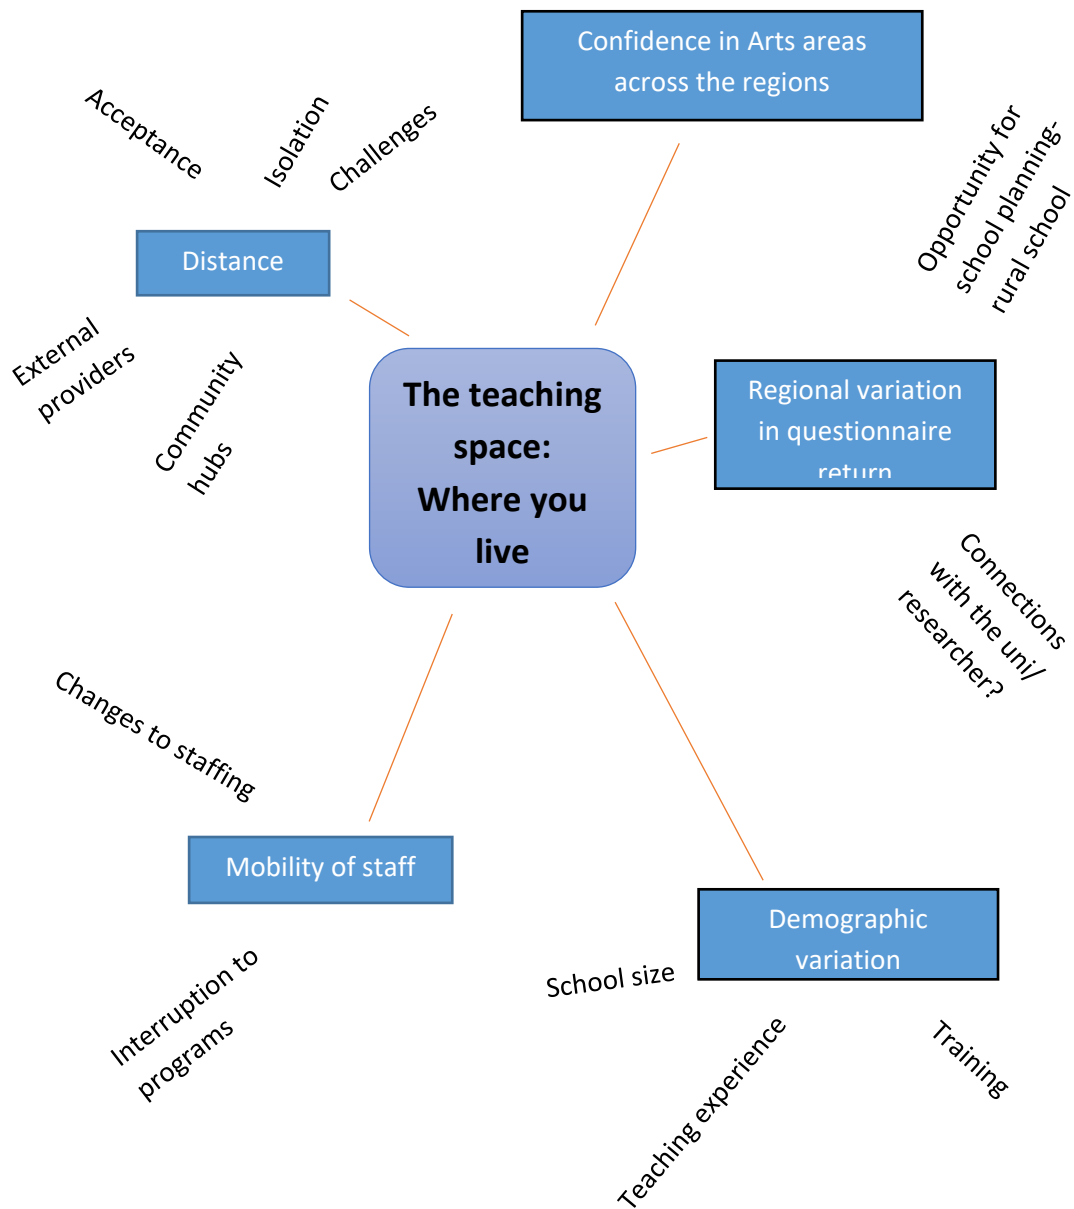 Confidence in Arts areas
across the regions
Acceptance
Isolation
Challenges
Opportunity for
school planning-
rural school
Distance
External
providers
Community
hubs
The teaching
space:
Where you
live
Regional variation
in questionnaire
return
Connections
with the uni/
researcher?
Changes to staffing
Mobility of staff
Interruption to
programs
Demographic
variation
School size
Teaching experience
Training